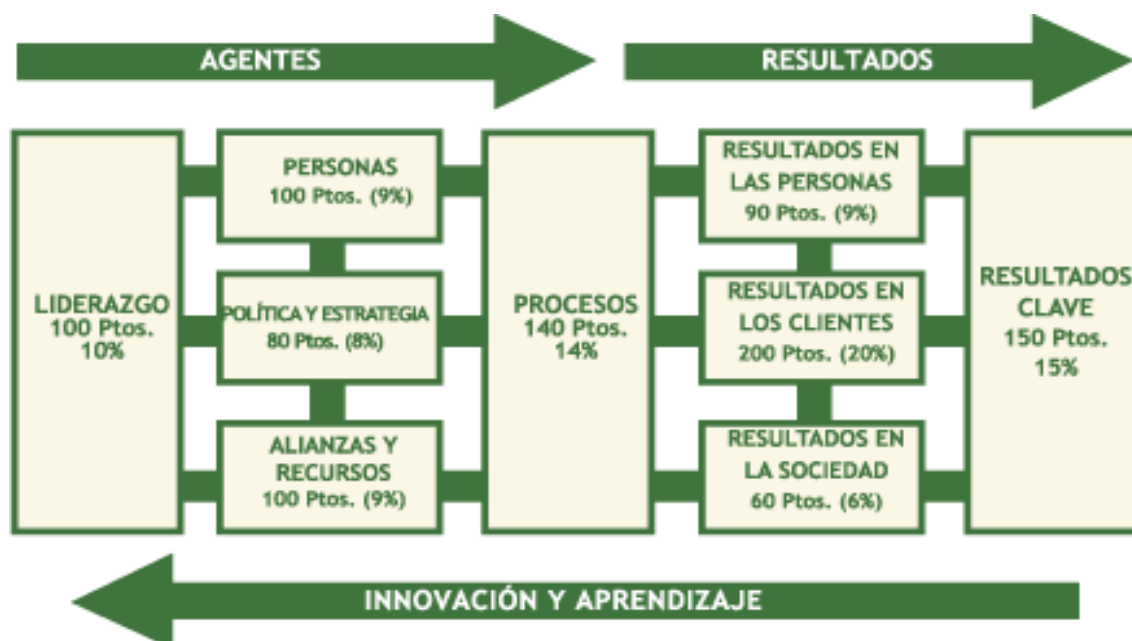 AGENTES
RESULTADOS
LIDERAZGO
100 Ptos.
10%
PERSONAS
100 Ptos. (9%)
POLÍTICA Y ESTRATEGIA
80 Ptos. (8%)
ALIANZAS Y
RECURSOS
100 Ptos. (9%)
PROCESOS
140 Ptos.
14%
RESULTADOS EN
LAS PERSONAS
90 Ptos. (9%)
RESULTADOS EN
LOS CLIENTES
200 Ptos. (20%)
RESULTADOS EN
LA SOCIEDAD
60 Ptos. (6%)
RESULTADOS
CLAVE
150 Ptos.
15%
INNOVACIÓN Y APRENDIZAJE